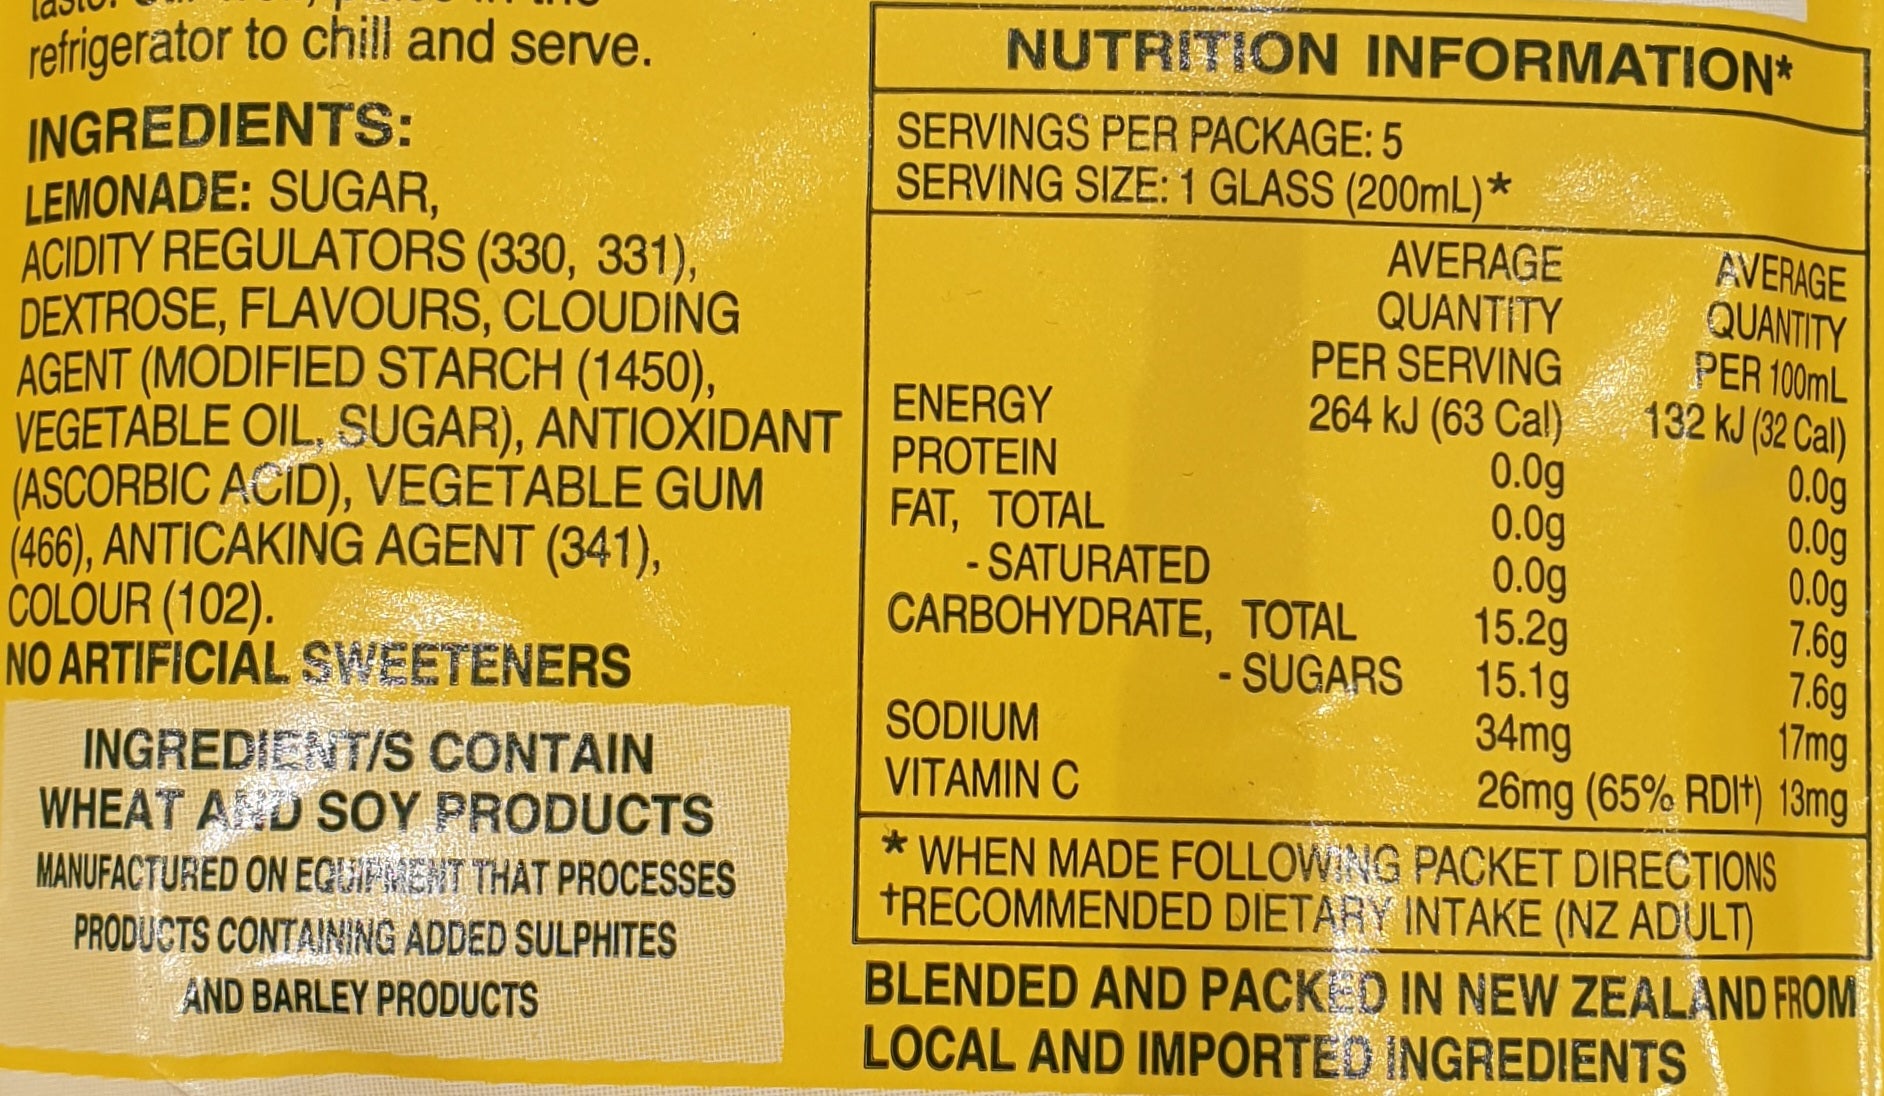 refrigerator to chill and serve.
INGREDIENTS:
LEMONADE: SUGAR,
ACIDITY REGULATORS (330, 331),
DEXTROSE, FLAVOURS, CLOUDING
AGENT (MODIFIED STARCH (1450),
VEGETABLE OIL, SUGAR), ANTIOXIDANT
(ASCORBIC ACID), VEGETABLE GUM
(466), ANTICAKING AGENT (341),
COLOUR (102).
NO ARTIFICIAL SWEETENERS
INGREDIENT/S CONTAIN
WHEAT AND SOY PRODUCTS
MANUFACTURED ON EQUIPMENT THAT PROCESSES
PRODUCTS CONTAINING ADDED SULPHITES
AND BARLEY PRODUCTS
NUTRITION INFORMATION*
SERVINGS PER PACKAGE: 5
SERVING SIZE: 1 GLASS (200mL)*
AVERAGE AVERAGE
QUANTITY QUANTITY
PER SERVING PER 100mL
ENERGY 264 kJ (63 Cal) 132 kJ (32 Cal)
PROTEIN 0.0g 0.0g
FAT, TOTAL 0.0g 0.0g
- SATURATED 0.0g 0.0g
CARBOHYDRATE, TOTAL 15.2g 7.6g
- SUGARS 15.1g 7.6g
SODIUM 34mg 17mg
VITAMIN C 26mg (65% RDI†) 13mg
* WHEN MADE FOLLOWING PACKET DIRECTIONS
†RECOMMENDED DIETARY INTAKE (NZ ADULT)
BLENDED AND PACKED IN NEW ZEALAND FROM
LOCAL AND IMPORTED INGREDIENTS